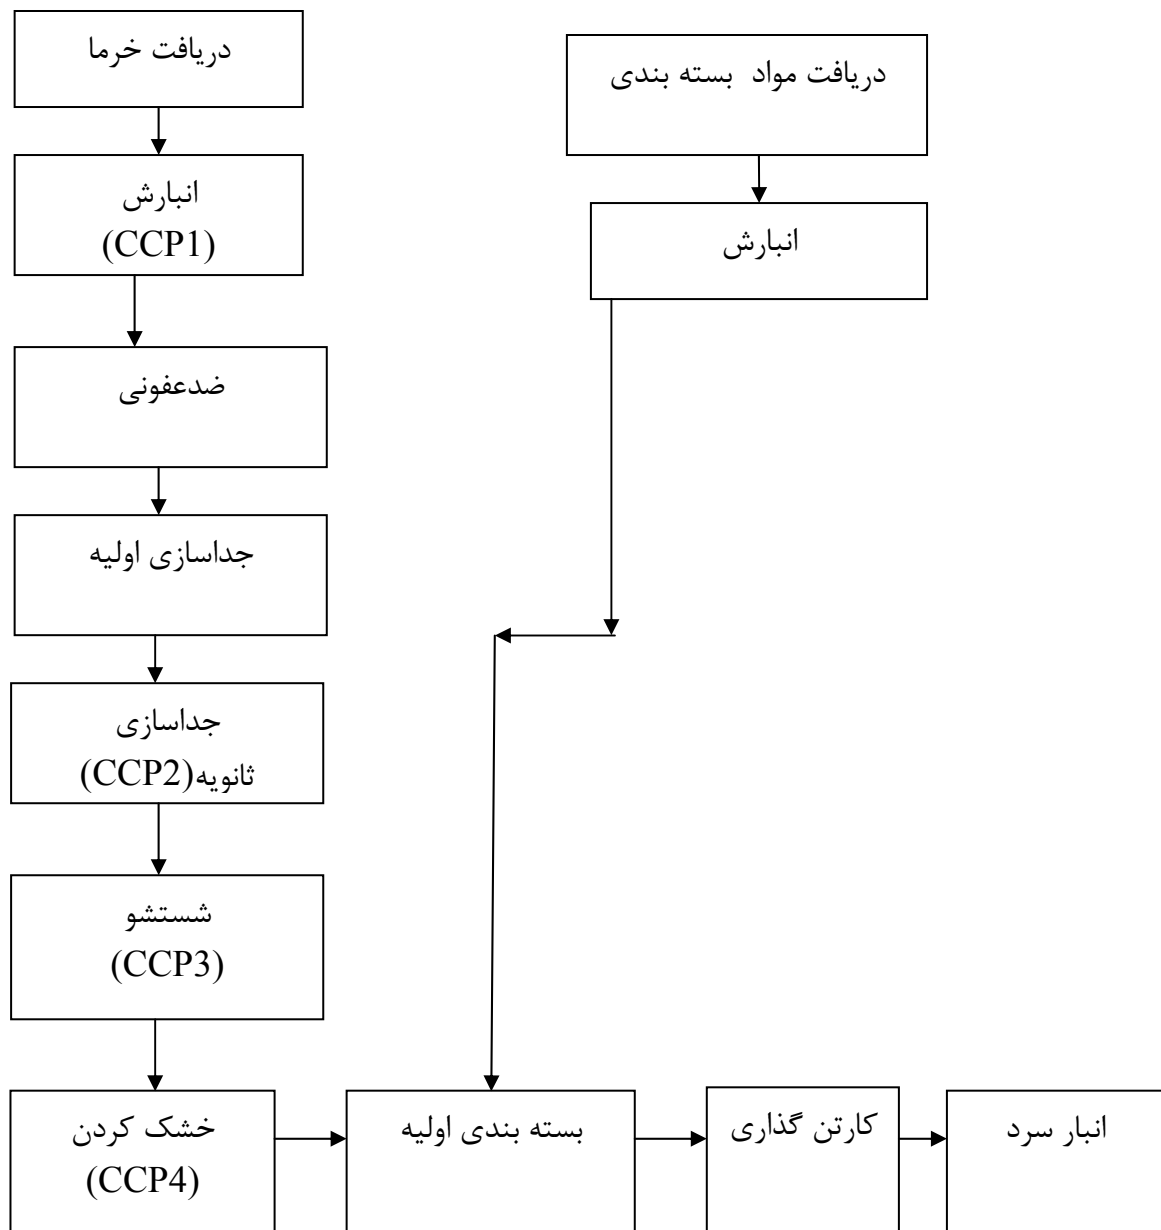 دریافت خرما
دریافت مواد بسته بندی
انبارش
(CCP1)
انبارش
ضدعفونی
جداسازی اولیه
جداسازی
ثانویه(CCP2)
شستشو
(CCP3)
خشک کردن
(CCP4)
بسته بندی اولیه
کارتن گذاری
انبار سرد